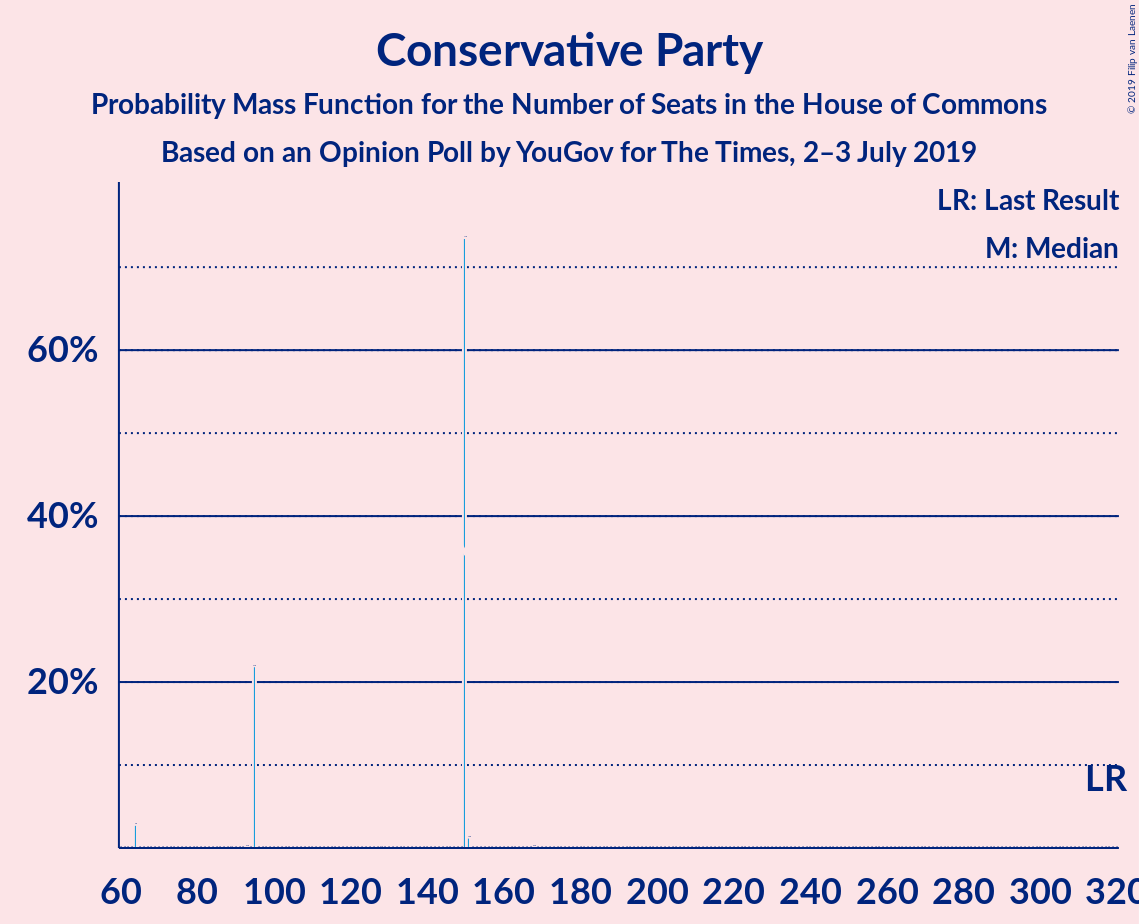 Conservative Party
Probability Mass Function for the Number of Seats in the House of Commons
Based on an Opinion Poll by YouGov for The Times, 2–3 July 2019
© 2019 Filip van Laenen
LR: Last Result
M: Median
60%
40%
20%
LR
60 80 100 120 140 160 180 200 220 240 260 280 300 320